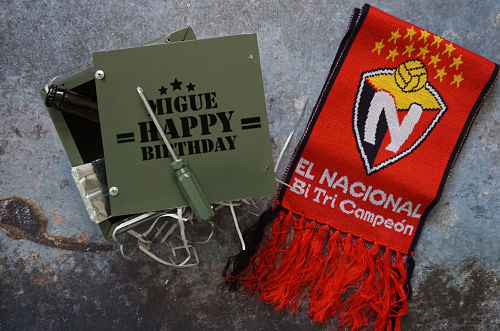 MIGUE
=HAPPY=
BIRTHDAY
N
EL NACIONAL
Bi Tri Campeón